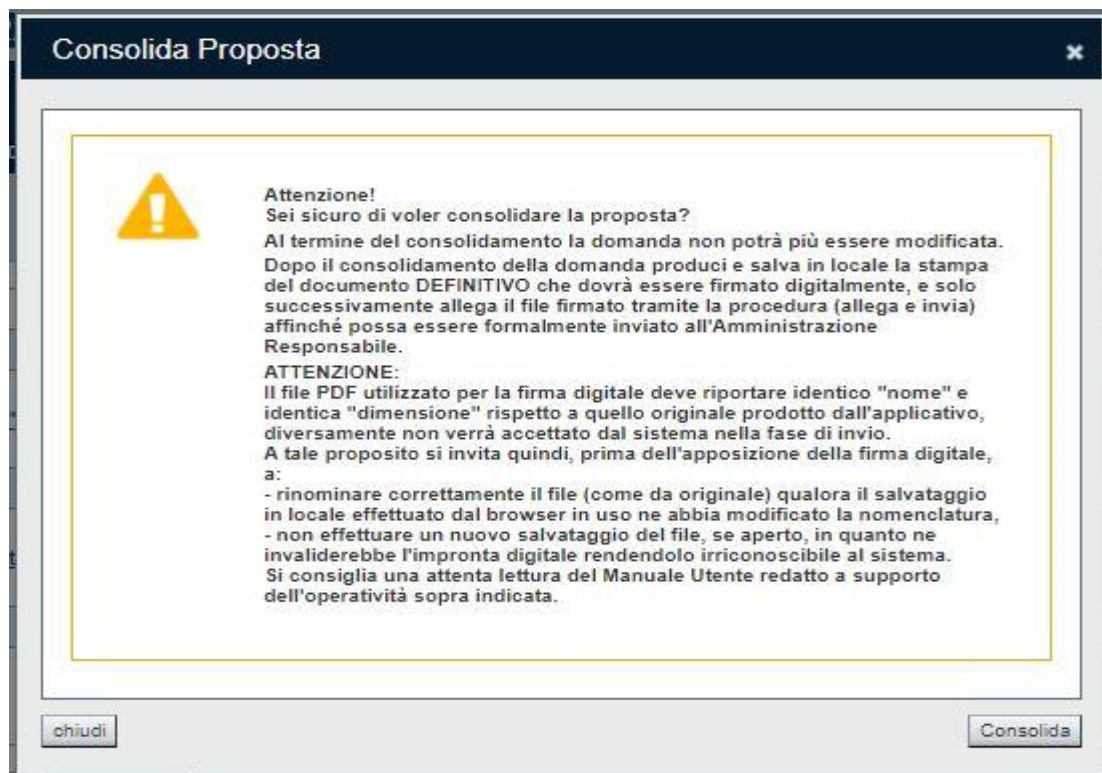 Consolida Proposta
Attenzione!
Sei sicuro di voler consolidare la proposta?
Al termine del consolidamento la domanda non potrà più essere modificata.
Dopo il consolidamento della domanda produci e salva in locale la stampa
del documento DEFINITIVO che dovrà essere firmato digitalmente, e solo
successivamente allega il file firmato tramite la procedura (allega e invia)
affinché possa essere formalmente inviato all'Amministrazione
Responsabile.
ATTENZIONE:
Il file PDF utilizzato per la firma digitale deve riportare identico "nome" e
identica "dimensione" rispetto a quello originale prodotto dall'applicativo,
diversamente non verrà accettato dal sistema nella fase di invio.
A tale proposito si invita quindi, prima dell'apposizione della firma digitale,
a:
- rinominare correttamente il file (come da originale) qualora il salvataggio
in locale effettuato dal browser in uso ne abbia modificato la nomenclatura,
- non effettuare un nuovo salvataggio del file, se aperto, in quanto ne
invaliderebbe l'impronta digitale rendendolo irriconoscibile al sistema.
Si consiglia una attenta lettura del Manuale Utente redatto a supporto
dell'operatività sopra indicata.
chiudi
Consolida